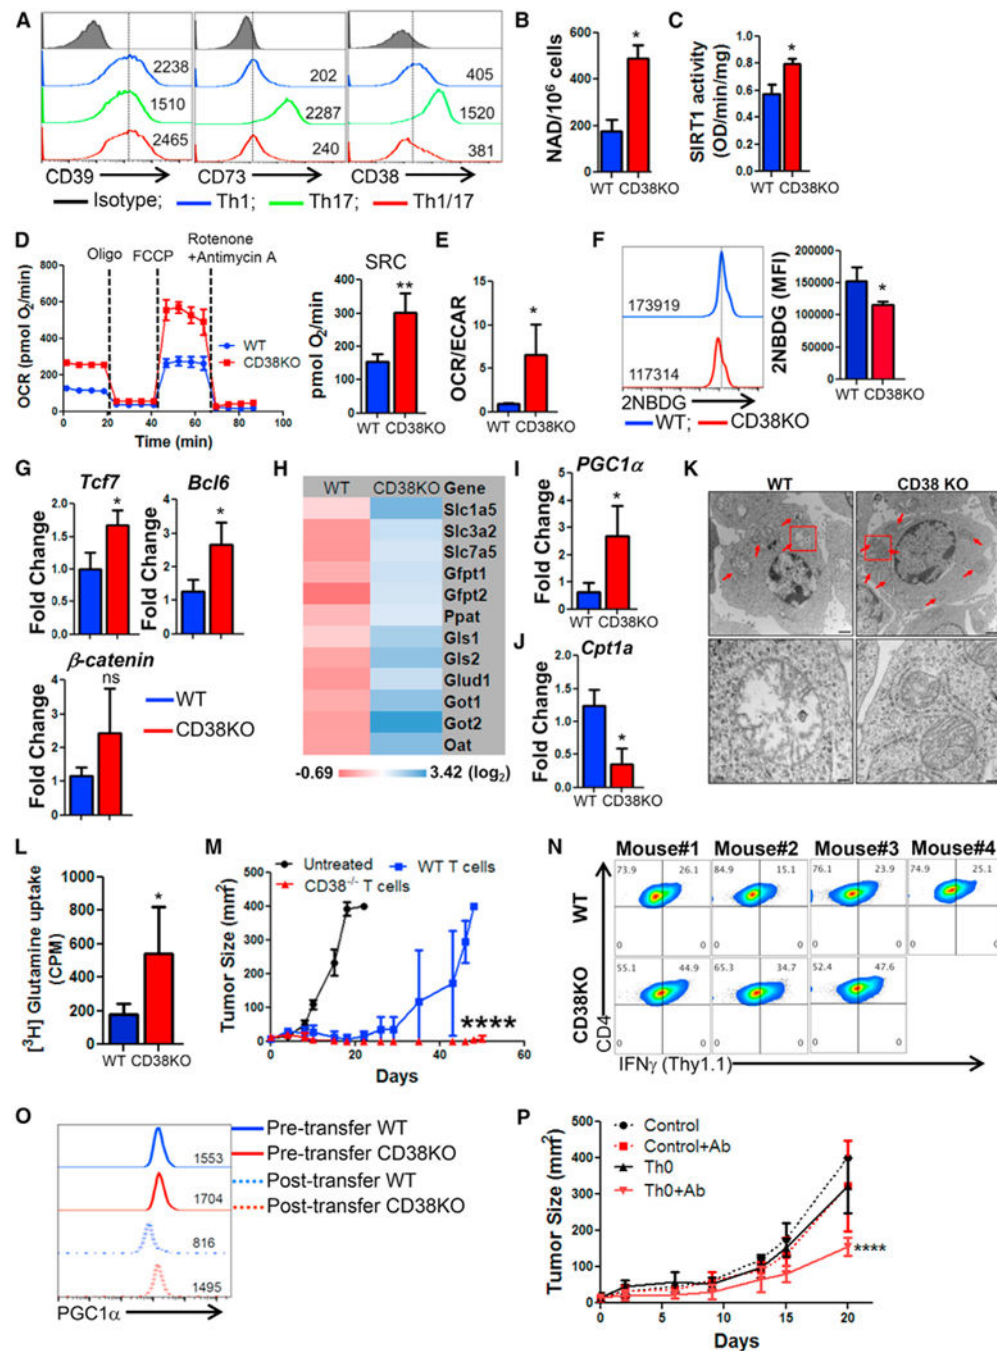 A
2238
1510
2465
CD39
202
2287
240
CD73
405
1520
381
CD38
Isotype; Th1; Th17; Th1/17
B
NAD/10⁶ cells
600
400
200
0
*
WT CD38KO
C
SIRT1 activity
(OD/min/mg)
1.0
0.8
0.6
0.4
0.2
0.0
*
WT CD38KO
D
Oligo
FCCP
Rotenone
+Antimycin A
OCR (pmol O₂/min)
800
600
400
200
0
WT
CD38KO
0 20 40 60 80 100
Time (min)
SRC
pmol O₂/min
400
300
200
100
0
**
WT CD38KO
E
OCR/ECAR
15
10
5
0
*
WT CD38KO
F
173919
117314
2NBDG
WT; CD38KO
2NBDG (MFI)
200000
150000
100000
50000
0
*
WT CD38KO
G
Tcf7
Fold Change
2.0
1.5
1.0
0.5
0.0
*
Bcl6
Fold Change
4
2
0
*
β-catenin
ns
Fold Change
4
3
2
1
0
WT
CD38KO
H
WT CD38KO Gene
Slc1a5
Slc3a2
Slc7a5
Gfpt1
Gfpt2
Ppat
Gls1
Gls2
Glud1
Got1
Got2
Oat
-0.69 3.42 (log₂)
I
PGC1α
Fold Change
5
4
3
2
1
0
*
WT CD38KO
J
Cpt1a
Fold Change
2.0
1.5
1.0
0.5
0.0
*
WT CD38KO
K
WT
CD38 KO
L
[³H] Glutamine uptake
(CPM)
1000
800
600
400
200
0
*
WT CD38KO
M
Untreated
WT T cells
CD38⁻/⁻ T cells
Tumor Size (mm²)
400
300
200
100
0
****
0 20 40 60
Days
N
Mouse#1 Mouse#2 Mouse#3 Mouse#4
WT
73.9 26.1
0 0
84.9 15.1
0 0
76.1 23.9
0 0
74.9 25.1
0 0
CD38KO
55.1 44.9
0 0
65.3 34.7
0 0
52.4 47.6
0 0
CD4
IFNγ (Thy1.1)
O
1553
1704
816
1495
PGC1α
Pre-transfer WT
Pre-transfer CD38KO
Post-transfer WT
Post-transfer CD38KO
P
Control
Control+Ab
Th0
Th0+Ab
Tumor Size (mm²)
500
400
300
200
100
0
****
0 5 10 15 20
Days